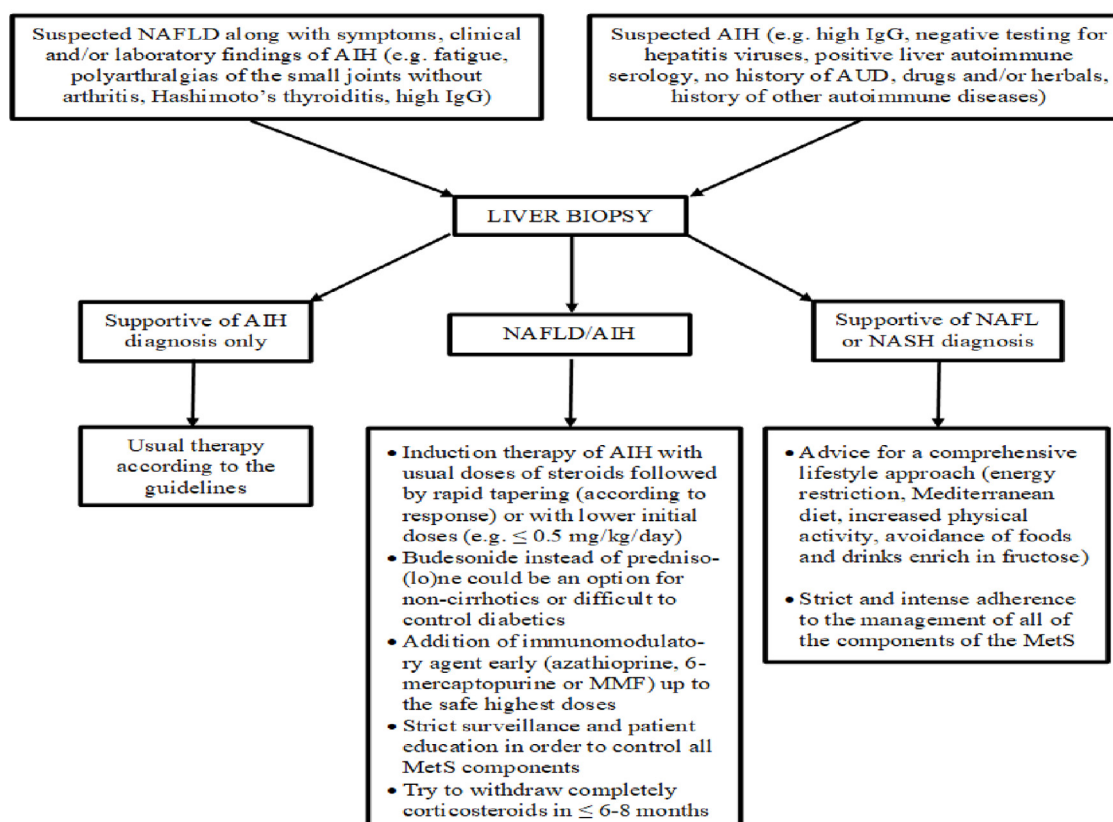 Suspected NAFLD along with symptoms, clinical
and/or laboratory findings of AIH (e.g. fatigue,
polyarthralgias of the small joints without
arthritis, Hashimoto's thyroiditis, high IgG)
Suspected AIH (e.g. high IgG, negative testing for
hepatitis viruses, positive liver autoimmune
serology, no history of AUD, drugs and/or herbals,
history of other autoimmune diseases)
LIVER BIOPSY
Supportive of AIH
diagnosis only
NAFLD/AIH
Supportive of NAFL
or NASH diagnosis
Usual therapy
according to the
guidelines
• Induction therapy of AIH with
usual doses of steroids followed
by rapid tapering (according to
response) or with lower initial
doses (e.g. ≤ 0.5 mg/kg/day)
• Budesonide instead of predniso-
(lo)ne could be an option for
non-cirrhotics or difficult to
control diabetics
• Addition of immunomodulato-
ry agent early (azathioprine, 6-
mercaptopurine or MMF) up to
the safe highest doses
• Strict surveillance and patient
education in order to control all
MetS components
• Try to withdraw completely
corticosteroids in ≤ 6-8 months
• Advice for a comprehensive
lifestyle approach (energy
restriction, Mediterranean
diet, increased physical
activity, avoidance of foods
and drinks enrich in fructose)
• Strict and intense adherence
to the management of all of
the components of the MetS